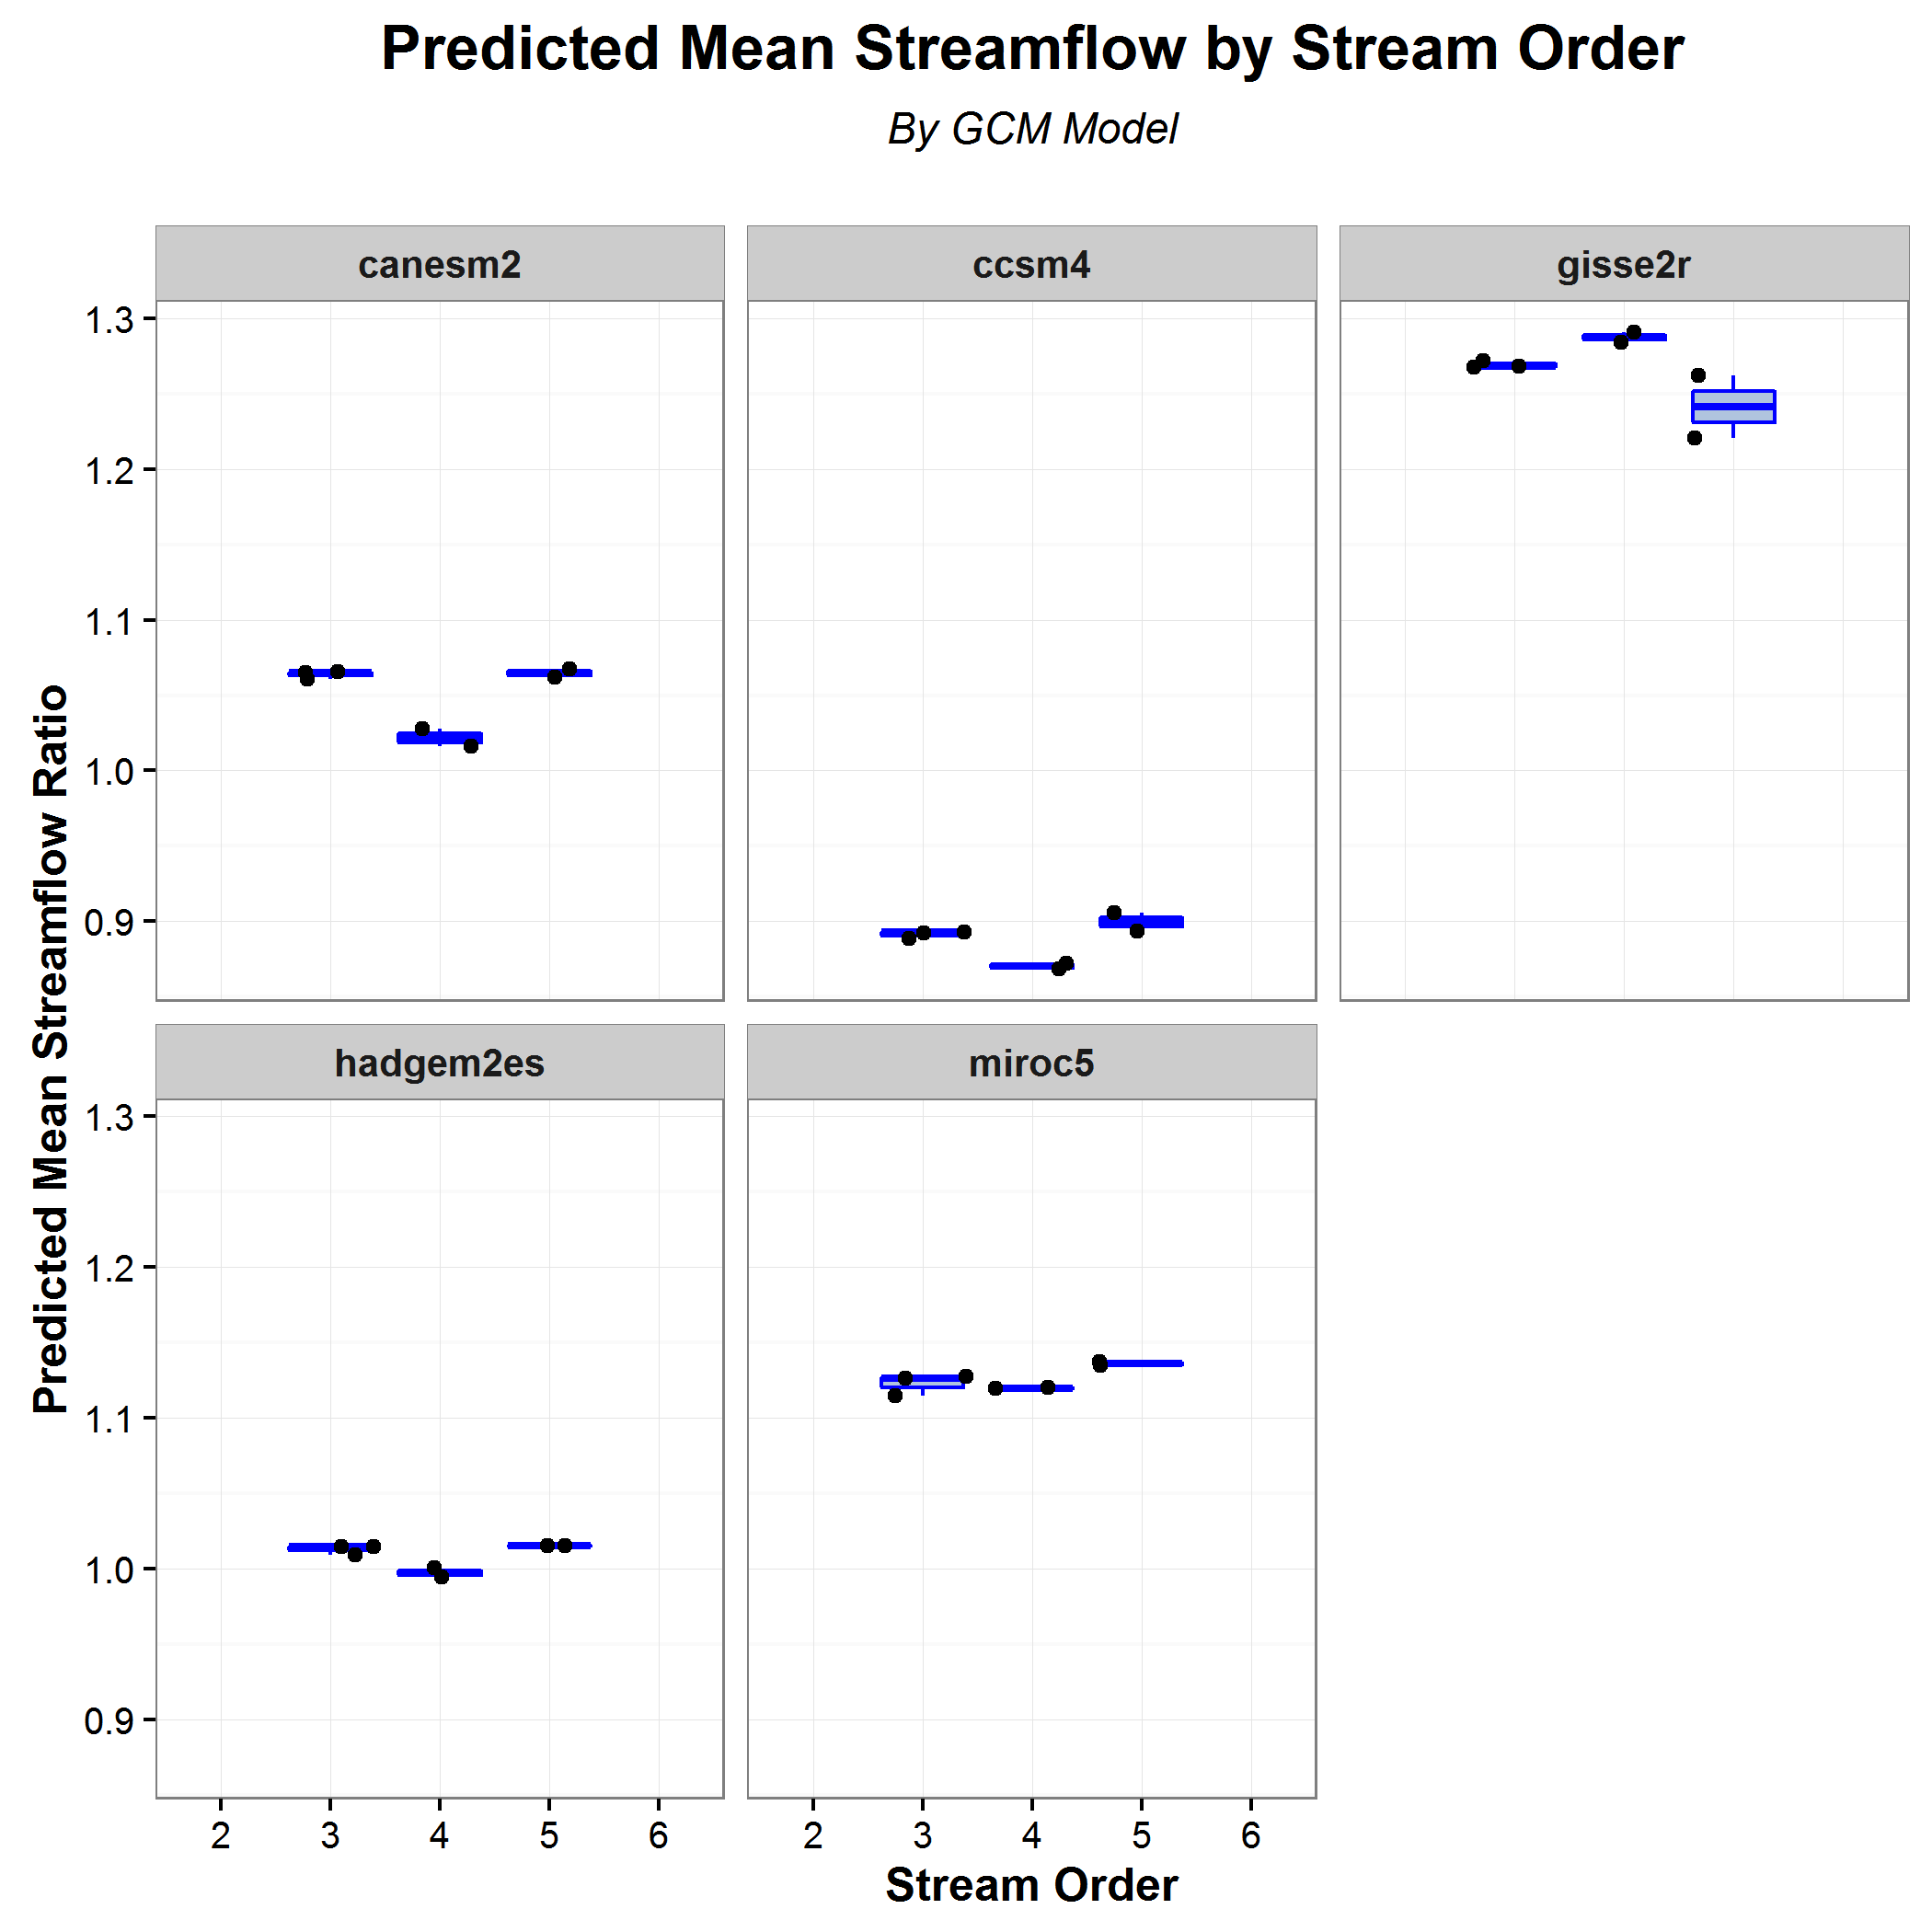 Predicted Mean Streamflow by Stream Order
By GCM Model
canesm2
ccsm4
gisse2r
1.3
1.2
1.1
1.0
0.9
hadgem2es
miroc5
1.3
1.2
1.1
1.0
0.9
2 3 4 5 6
2 3 4 5 6
Stream Order
Predicted Mean Streamflow Ratio